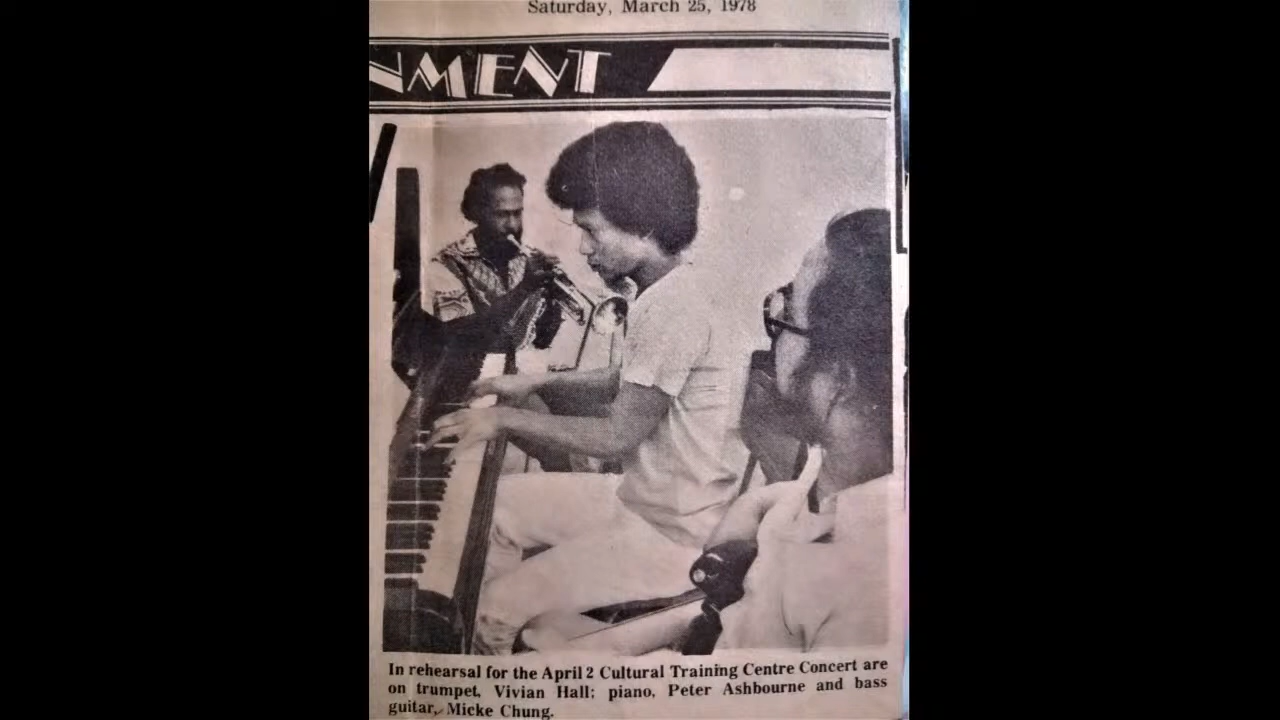 Saturday, March 25, 1978
NMENT
In rehearsal for the April 2 Cultural Training Centre Concert are
on trumpet, Vivian Hall; piano, Peter Ashbourne and bass
guitar, Micke Chung.